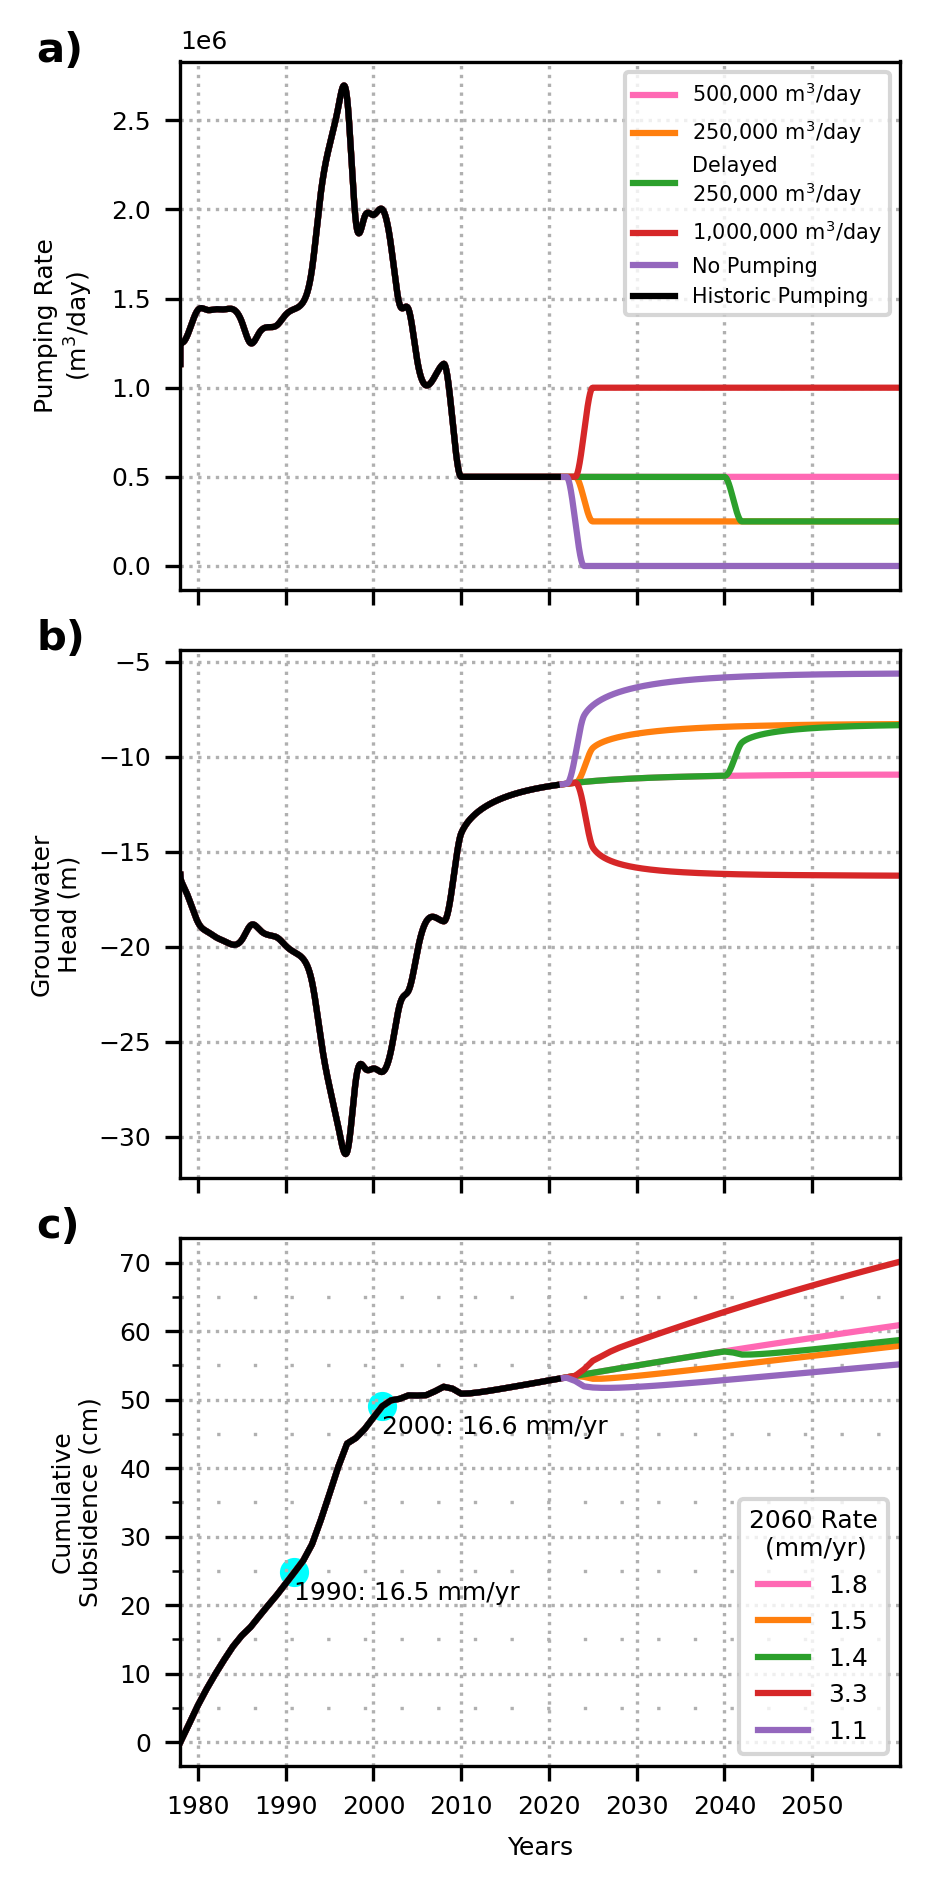 a)
1e6
2.5
2.0
1.5
1.0
0.5
0.0
Pumping Rate
(m³/day)
500,000 m³/day
250,000 m³/day
Delayed
250,000 m³/day
1,000,000 m³/day
No Pumping
Historic Pumping
b)
−5
−10
−15
−20
−25
−30
Groundwater
Head (m)
c)
70
60
50
40
30
20
10
0
Cumulative
Subsidence (cm)
2000: 16.6 mm/yr
1990: 16.5 mm/yr
2060 Rate
(mm/yr)
1.8
1.5
1.4
3.3
1.1
1980 1990 2000 2010 2020 2030 2040 2050
Years